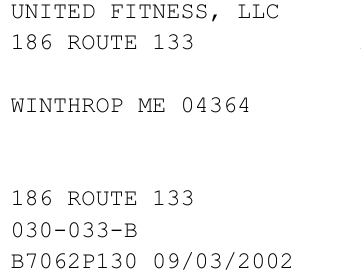 UNITED FITNESS, LLC
186 ROUTE 133
WINTHROP ME 04364
186 ROUTE 133
030-033-B
B7062P130 09/03/2002